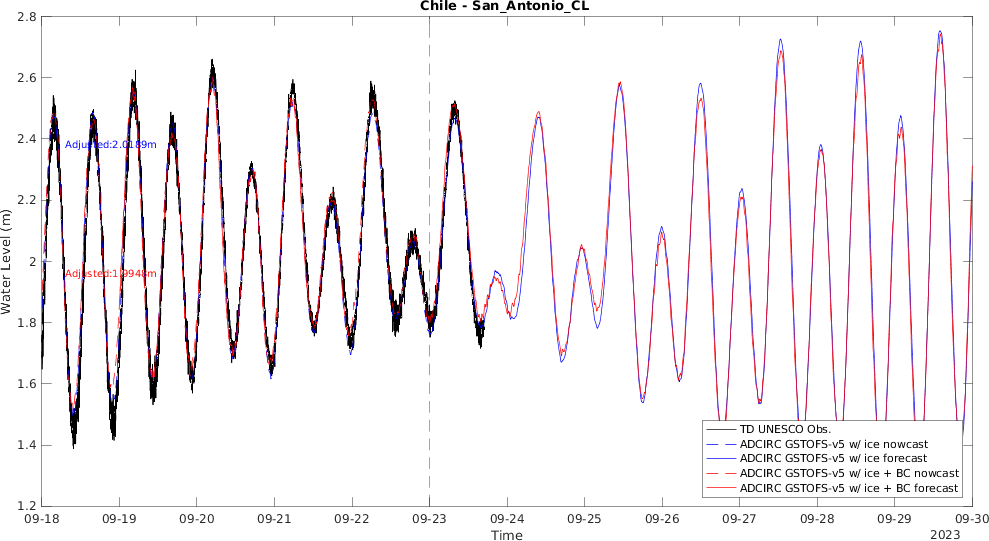 Chile - San_Antonio_CL
Water Level (m)
2.8
2.6
2.4
2.2
2
1.8
1.6
1.4
1.2
Adjusted:2.0189m
Adjusted:1.9948m
TD UNESCO Obs.
ADCIRC GSTOFS-v5 w/ ice nowcast
ADCIRC GSTOFS-v5 w/ ice forecast
ADCIRC GSTOFS-v5 w/ ice + BC nowcast
ADCIRC GSTOFS-v5 w/ ice + BC forecast
09-18 09-19 09-20 09-21 09-22 09-23 09-24 09-25 09-26 09-27 09-28 09-29 09-30
Time
2023